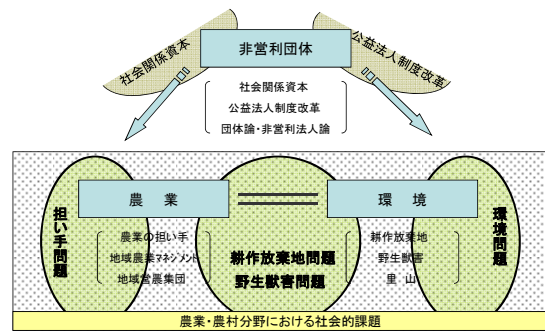 社会関係資本
非営利団体
公益法人制度改革
社会関係資本
公益法人制度改革
団体論・非営利法人論
農 業
環 境
担い手問題
農業の担い手
地域農業マネジメント
地域営農集団
耕作放棄地問題
野生獣害問題
耕作放棄地
野生獣害
里 山
環境問題
農業・農村分野における社会的課題